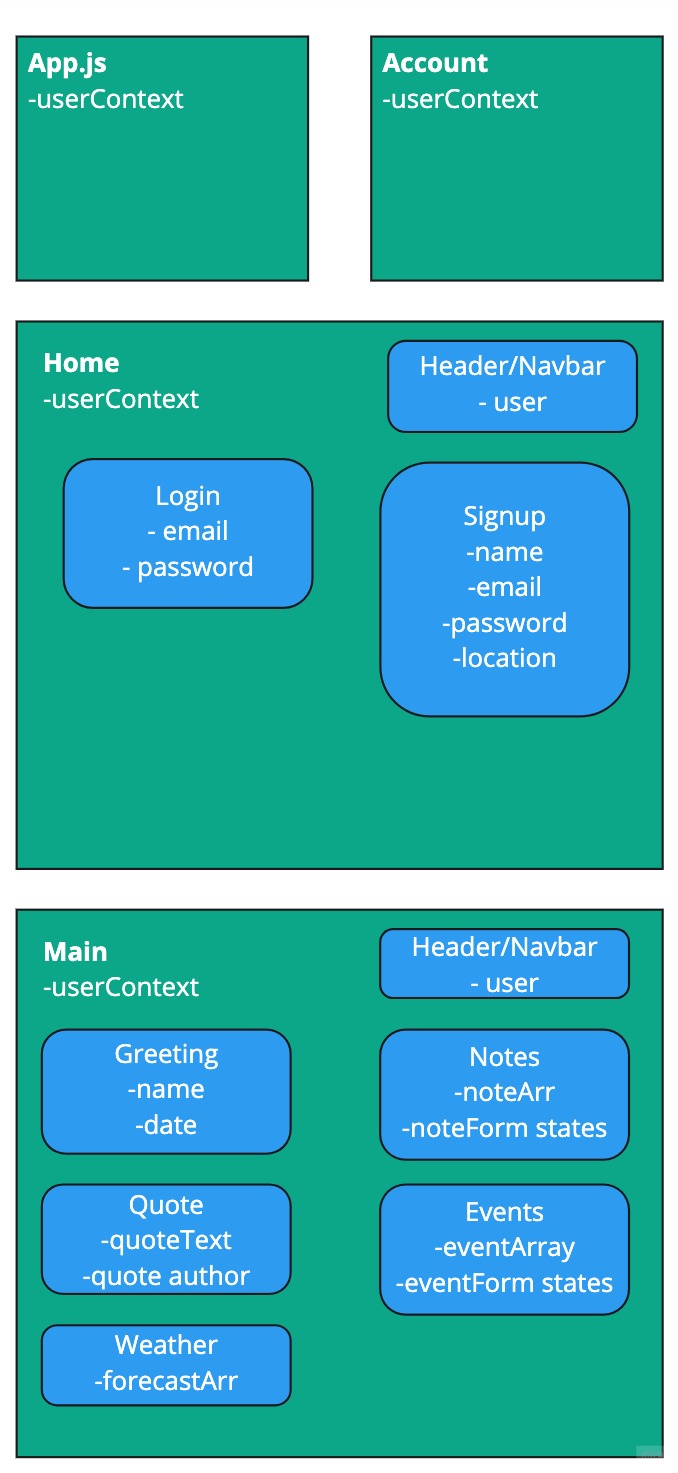 App.js
-userContext
Account
-userContext
Home
-userContext
Header/Navbar
- user
Login
- email
- password
Signup
-name
-email
-password
-location
Main
-userContext
Header/Navbar
- user
Greeting
-name
-date
Notes
-noteArr
-noteForm states
Quote
-quoteText
-quote author
Events
-eventArray
-eventForm states
Weather
-forecastArr